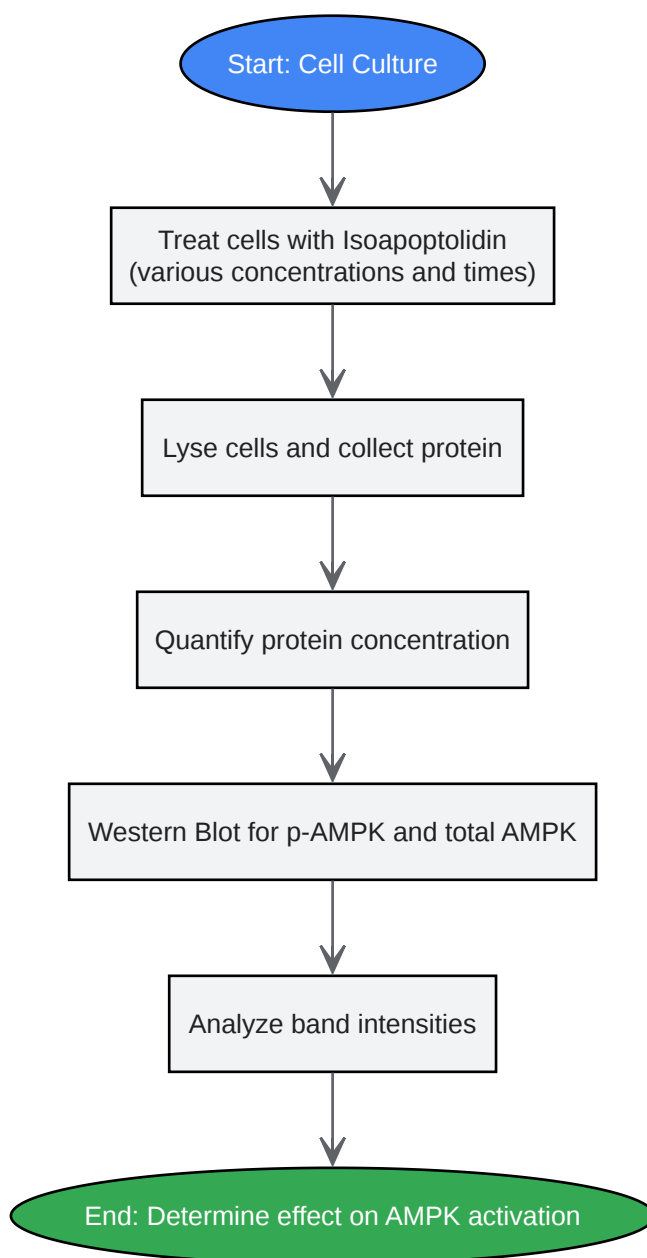 Start: Cell Culture
Treat cells with Isoapoptolidin
(various concentrations and times)
Lyse cells and collect protein
Quantify protein concentration
Western Blot for p-AMPK and total AMPK
Analyze band intensities
End: Determine effect on AMPK activation